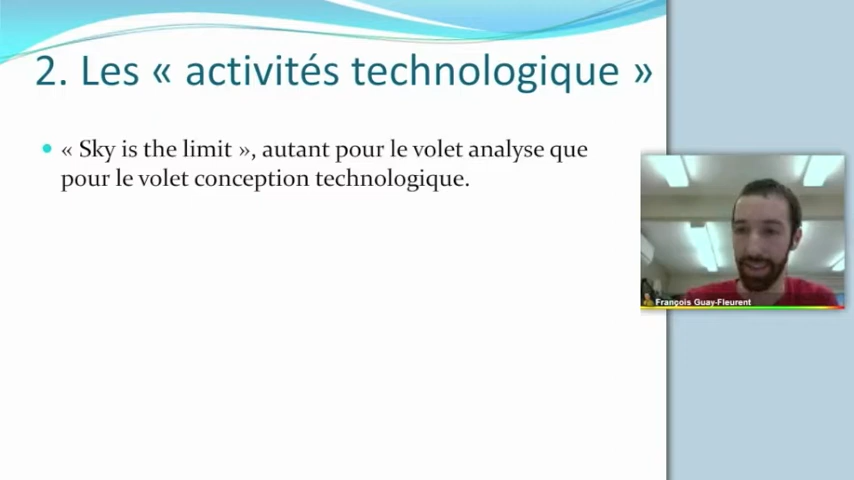 2. Les « activités technologique »
« Sky is the limit », autant pour le volet analyse que
pour le volet conception technologique.
François Guay-Fleurent